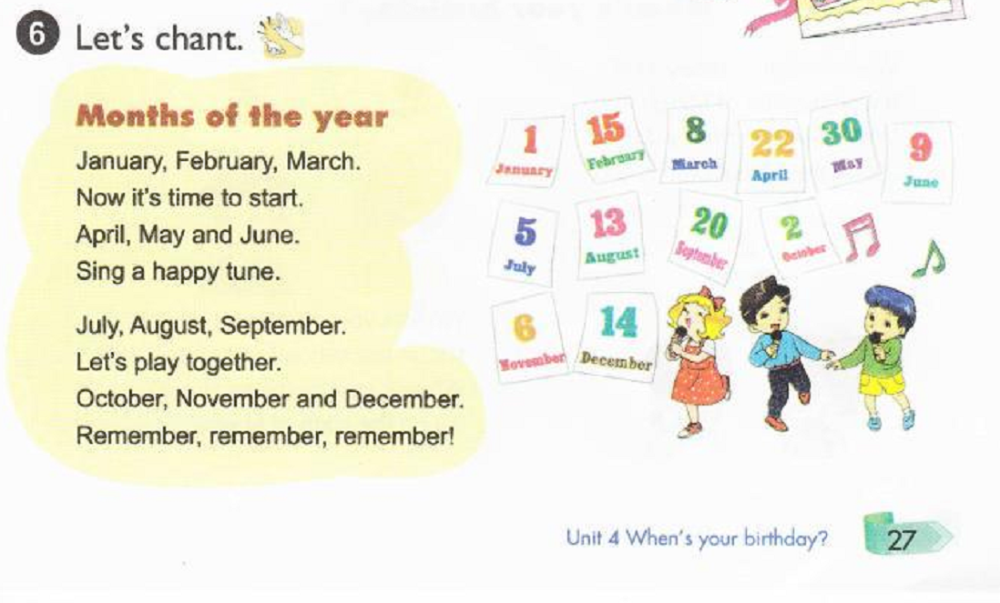 6 Let's chant.
Months of the year
January, February, March.
Now it's time to start.
April, May and June.
Sing a happy tune.
July, August, September.
Let's play together.
October, November and December.
Remember, remember, remember!
1 January
15 February
8 March
22 April
30 May
9 June
5 July
13 August
20 September
2 October
6 November
14 December
Unit 4 When's your birthday?
27